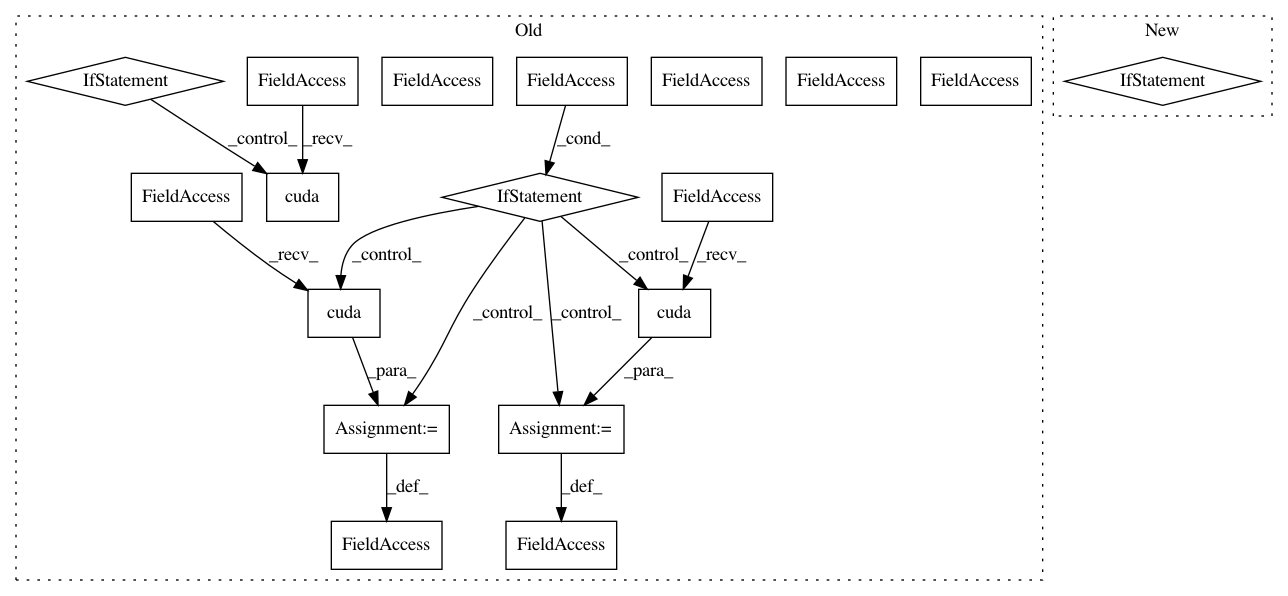 Old
New
IfStatement
FieldAccess
FieldAccess
FieldAccess
FieldAccess
FieldAccess
FieldAccess
IfStatement
_control_
_recv_
_cond_
FieldAccess
cuda
IfStatement
FieldAccess
_recv_
_control_
_control_
_recv_
cuda
_control_
_control_
cuda
_para_
_para_
Assignment:=
Assignment:=
_def_
_def_
FieldAccess
FieldAccess